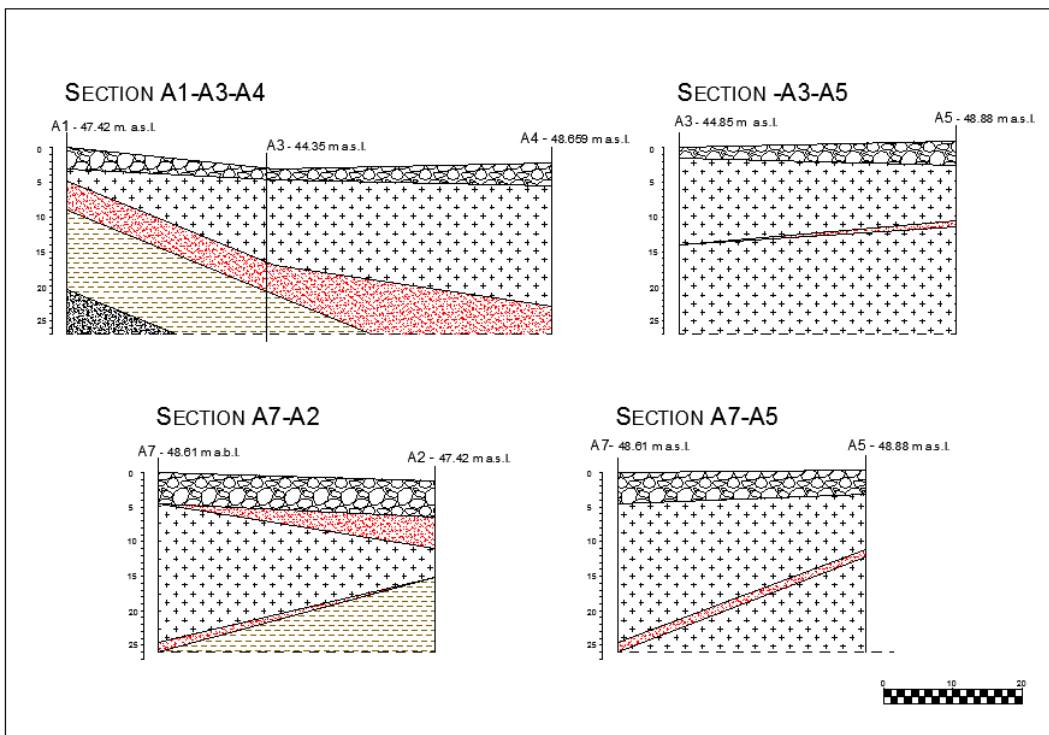 SECTION A1-A3-A4
A1 - 47.42 m. a.s.l.
A3 - 44.35 m a.s.l.
A4 - 48.659 m a.s.l.
0
5
10
15
20
25
SECTION -A3-A5
A3 - 44.85 m a.s.l.
A5 - 48.88 m a.s.l.
0
5
10
15
20
25
SECTION A7-A2
A7 - 48.61 m a.b.l.
A2 - 47.42 m a.s.l.
0
5
10
15
20
25
SECTION A7-A5
A7- 48.61 m a.s.l.
A5 - 48.88 m a.s.l.
0
5
10
15
20
25
0 10 20